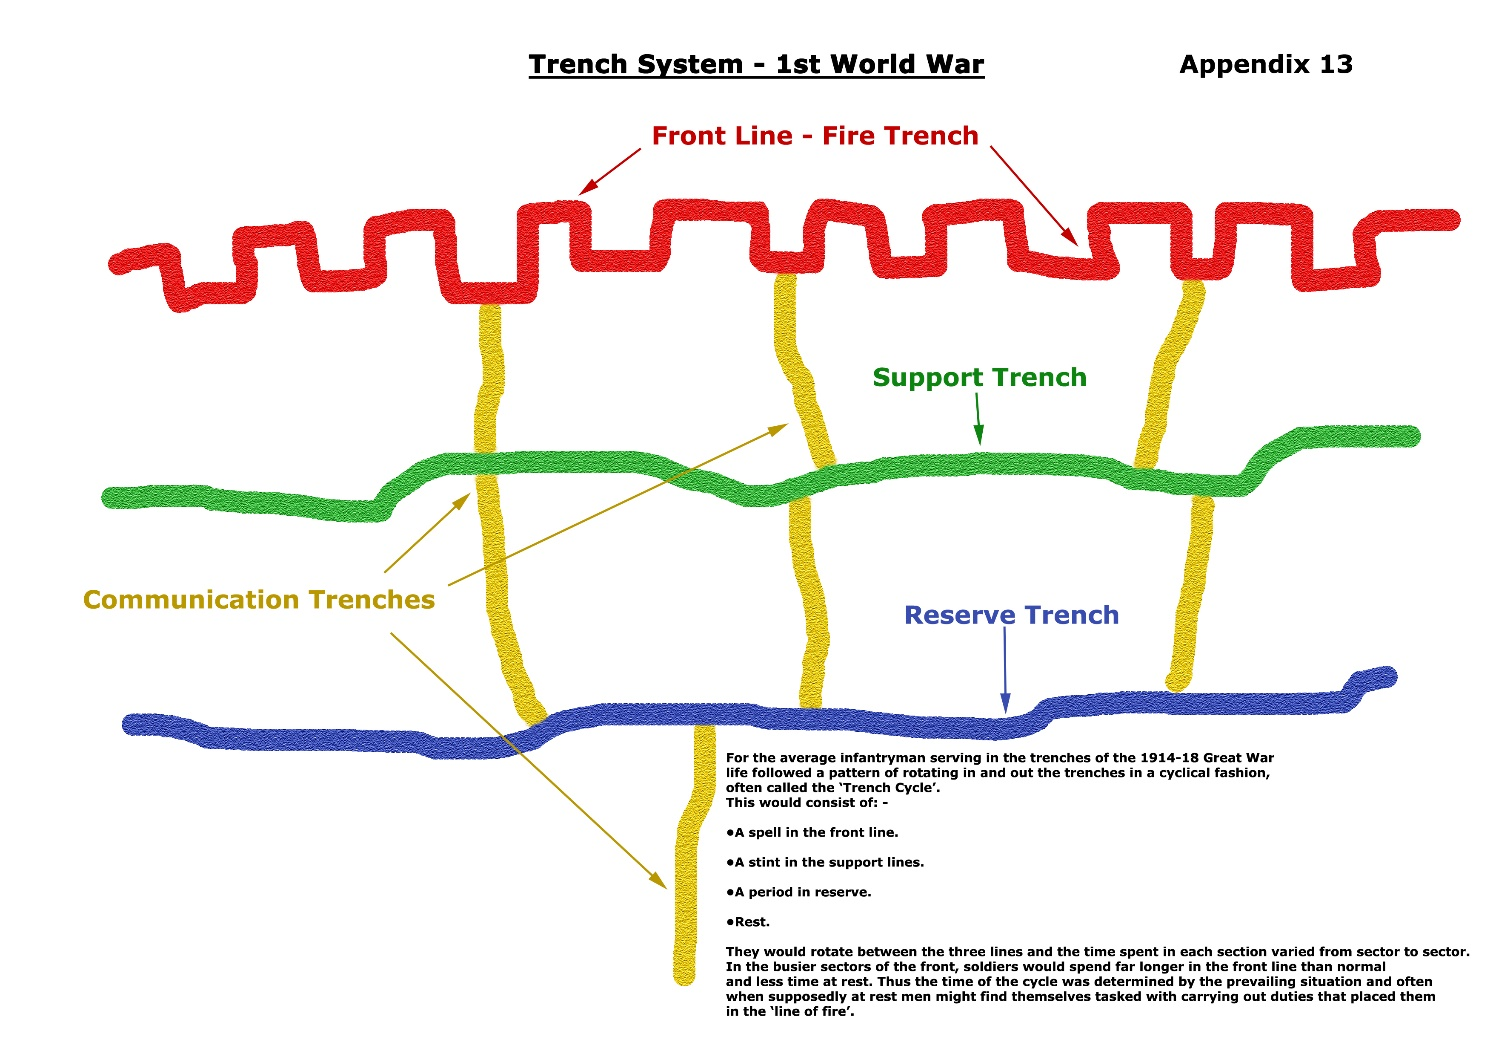 Trench System - 1st World War
Appendix 13
Front Line - Fire Trench
Support Trench
Communication Trenches
Reserve Trench
For the average infantryman serving in the trenches of the 1914-18 Great War
life followed a pattern of rotating in and out the trenches in a cyclical fashion,
often called the ‘Trench Cycle’.
This would consist of: -
●A spell in the front line.
●A stint in the support lines.
●A period in reserve.
●Rest.
They would rotate between the three lines and the time spent in each section varied from sector to sector.
In the busier sectors of the front, soldiers would spend far longer in the front line than normal
and less time at rest. Thus the time of the cycle was determined by the prevailing situation and often
when supposedly at rest men might find themselves tasked with carrying out duties that placed them
in the ‘line of fire’.